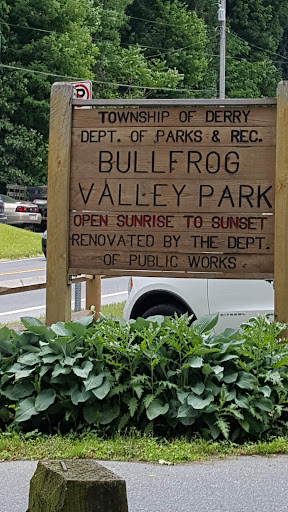 TOWNSHIP OF DERRY
DEPT. OF PARKS & REC.
BULLFROG
VALLEY PARK
OPEN SUNRISE TO SUNSET
RENOVATED BY THE DEPT.
OF PUBLIC WORKS